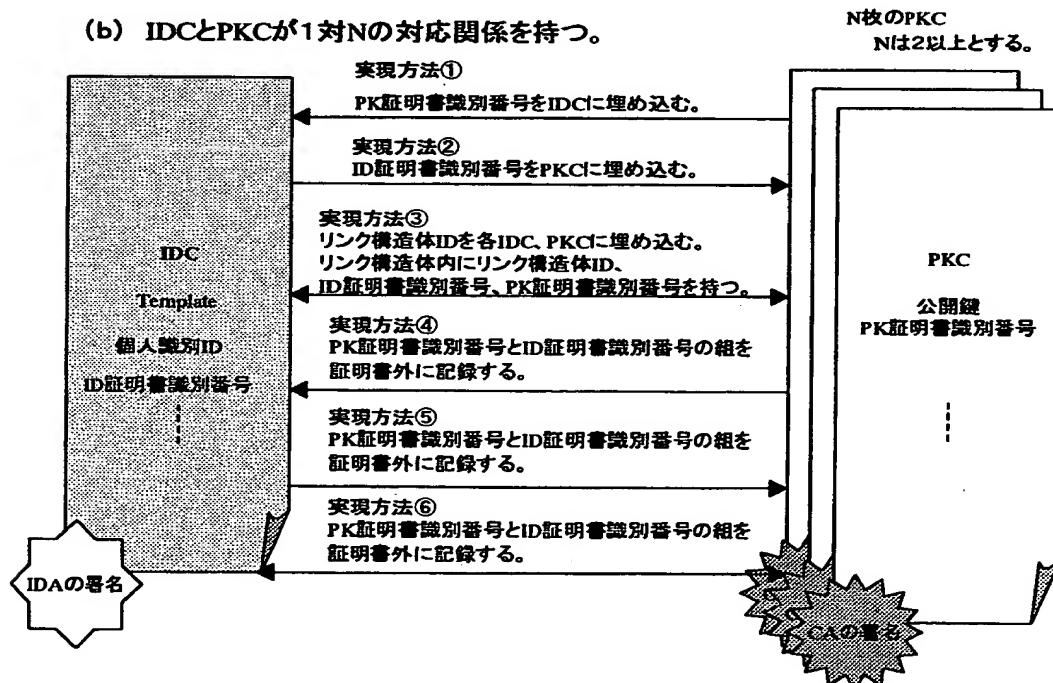 (b) IDCとPKCが1対Nの対応関係を持つ。
N枚のPKC
Nは2以上とする。
実現方法①
PK証明書識別番号をIDCに埋め込む。
実現方法②
ID証明書識別番号をPKCに埋め込む。
実現方法③
リンク構造体IDを各IDC、PKCに埋め込む。
リンク構造体内にリンク構造体ID、
ID証明書識別番号、PK証明書識別番号を持つ。
実現方法④
PK証明書識別番号とID証明書識別番号の組を
証明書外に記録する。
実現方法⑤
PK証明書識別番号とID証明書識別番号の組を
証明書外に記録する。
実現方法⑥
PK証明書識別番号とID証明書識別番号の組を
証明書外に記録する。
IDC
Template
個人識別ID
ID証明書識別番号
IDAの署名
PKC
公開鍵
PK証明書識別番号
CAの署名